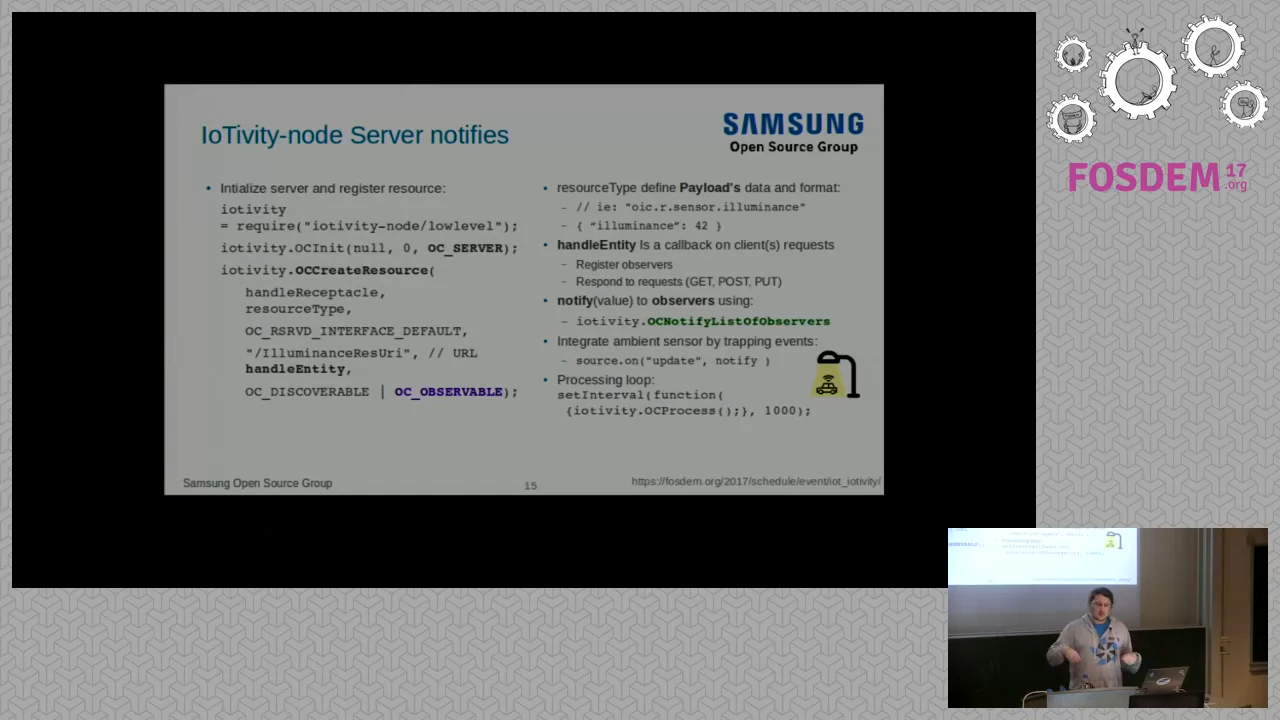 IoTivity-node Server notifies
SAMSUNG
Open Source Group
• Intialize server and register resource:
iotivity
= require("iotivity-node/lowlevel");
iotivity.OCInit(null, 0, OC_SERVER);
iotivity.OCCreateResource(
handleReceptacle,
resourceType,
OC_RSRVD_INTERFACE_DEFAULT,
"/IlluminanceResUri", // URL
handleEntity,
OC_DISCOVERABLE | OC_OBSERVABLE);
• resourceType define Payload's data and format:
– // ie: "oic.r.sensor.illuminance"
– { “illuminance”: 42 }
• handleEntity Is a callback on client(s) requests
– Register observers
– Respond to requests (GET, POST, PUT)
• notify(value) to observers using:
– iotivity.OCNotifyListOfObservers
• Integrate ambient sensor by trapping events:
– source.on("update", notify )
• Processing loop:
setInterval(function(
{iotivity.OCProcess();}, 1000);
Samsung Open Source Group
15
https://fosdem.org/2017/schedule/event/iot_iotivity/
FOSDEM 17
.org